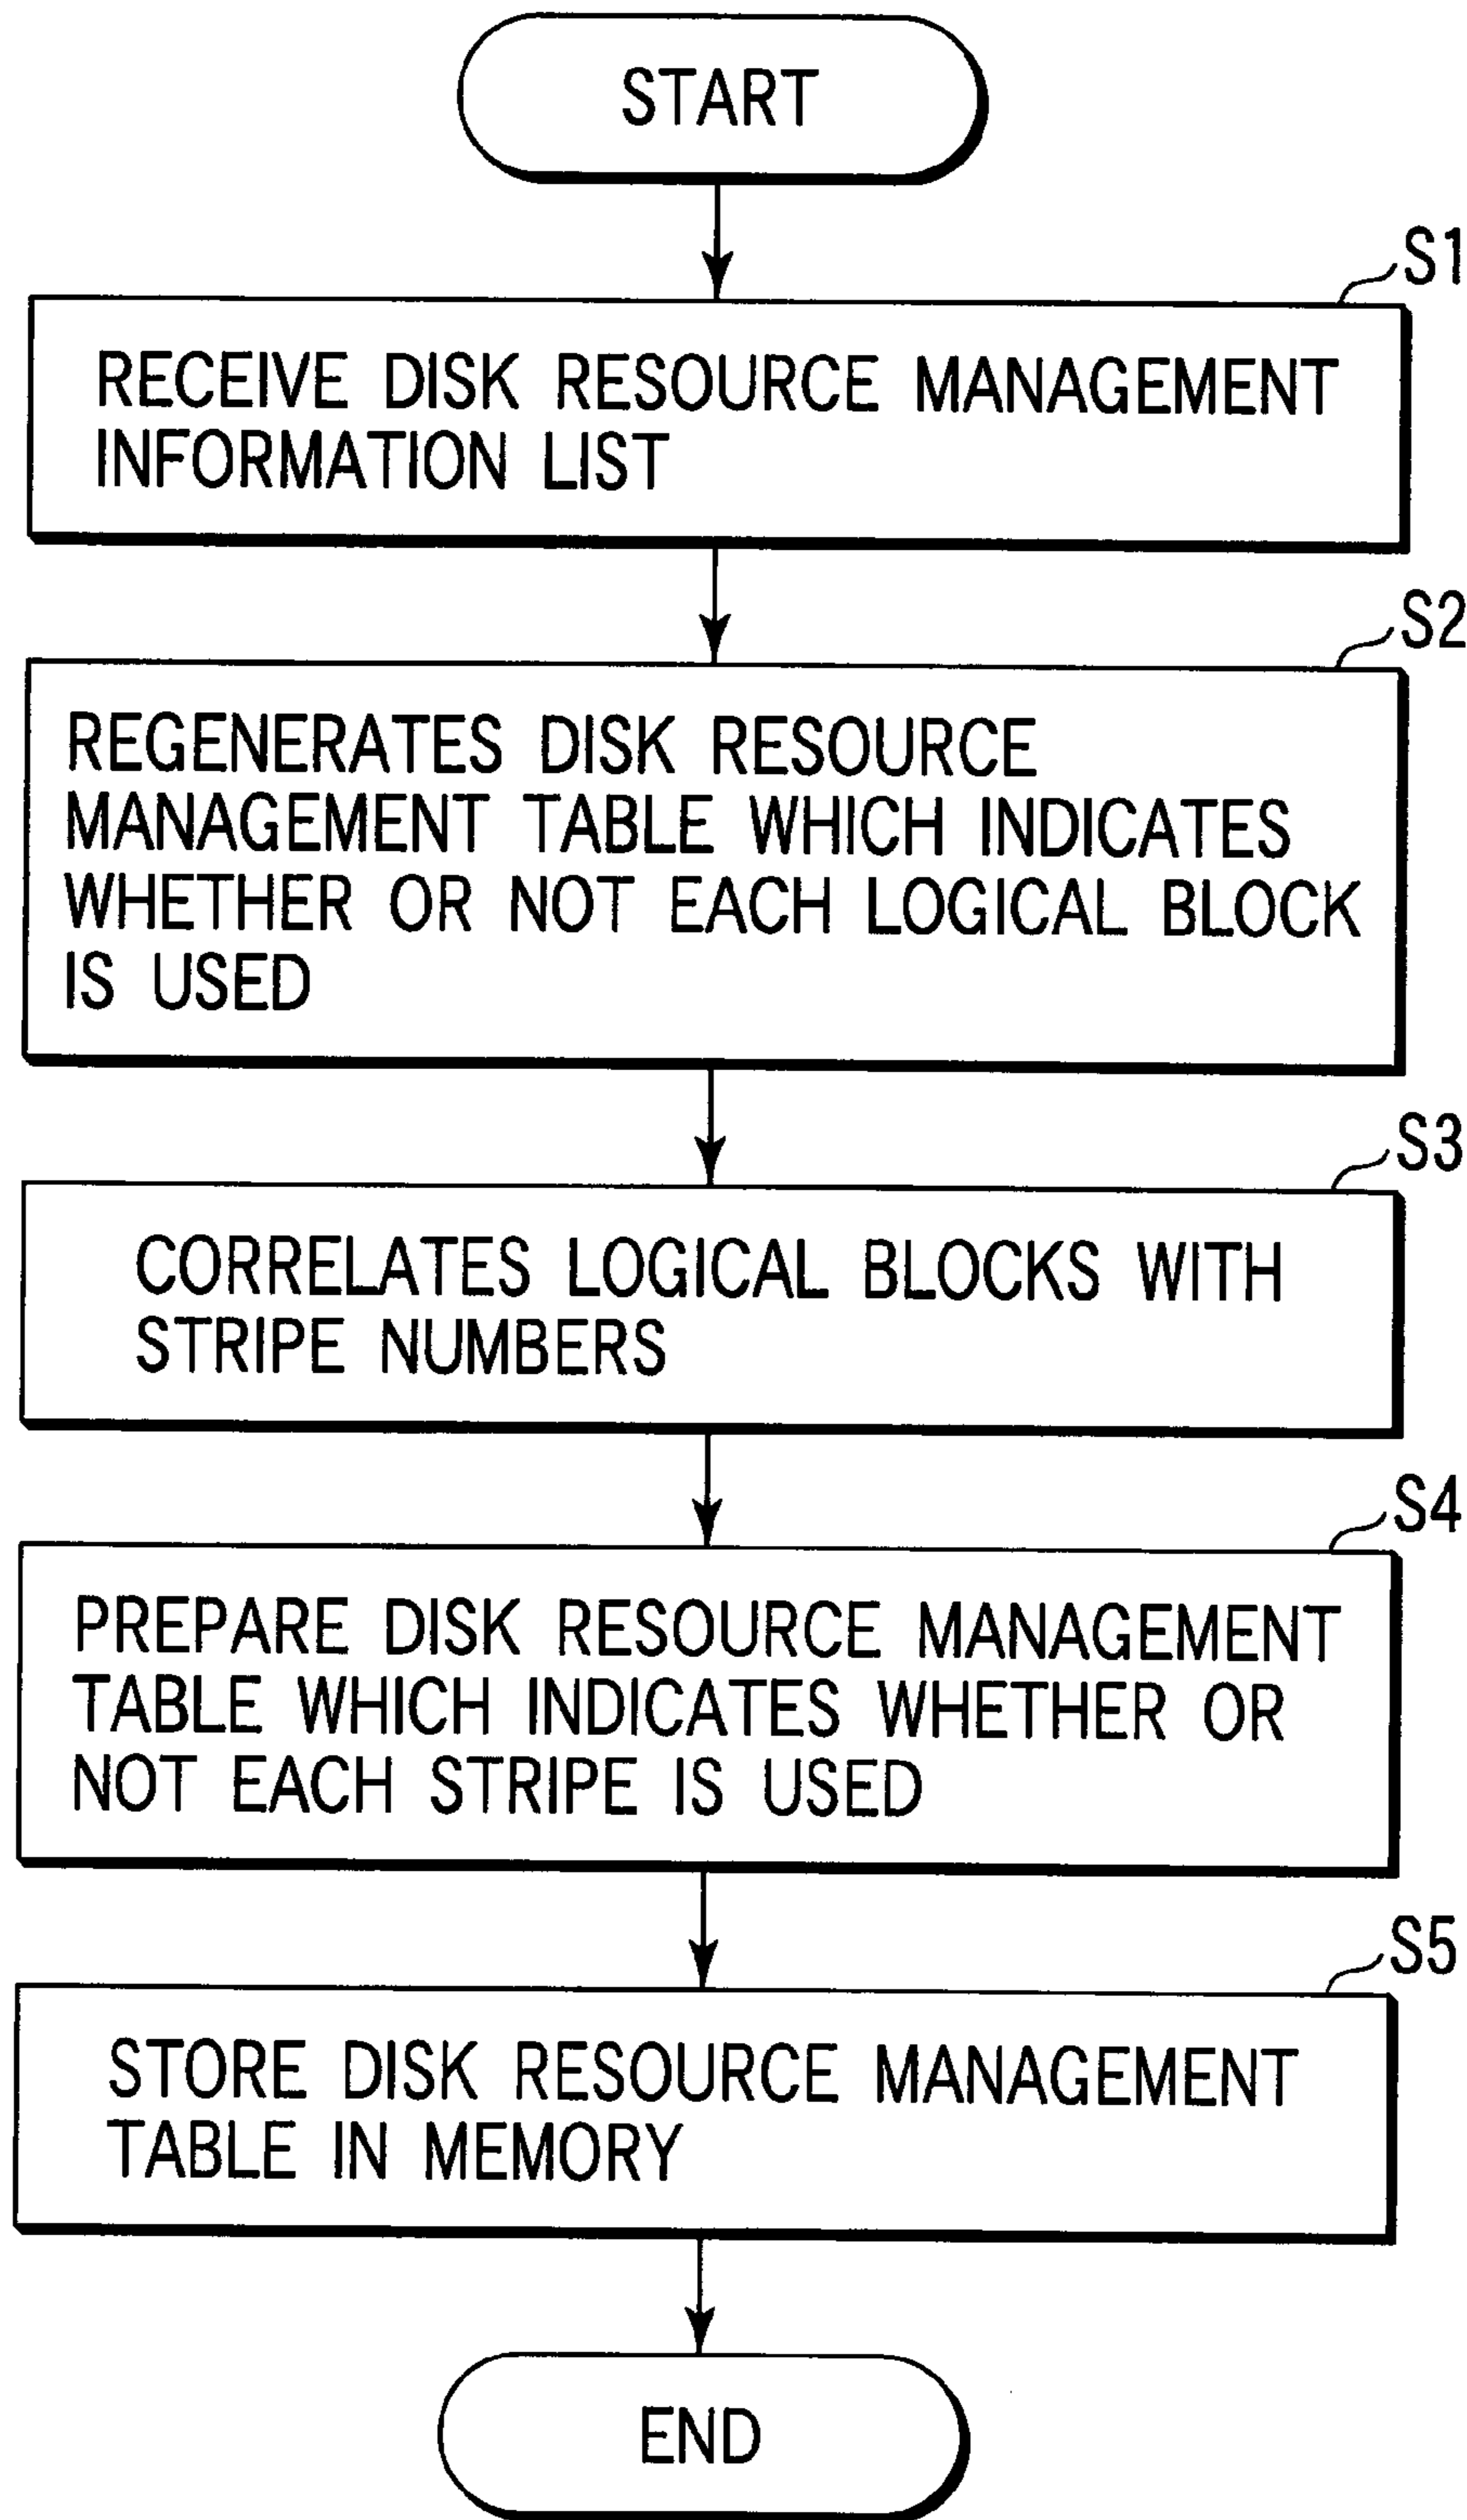 START
S1
RECEIVE DISK RESOURCE MANAGEMENT
INFORMATION LIST
S2
REGENERATES DISK RESOURCE
MANAGEMENT TABLE WHICH INDICATES
WHETHER OR NOT EACH LOGICAL BLOCK
IS USED
S3
CORRELATES LOGICAL BLOCKS WITH
STRIPE NUMBERS
S4
PREPARE DISK RESOURCE MANAGEMENT
TABLE WHICH INDICATES WHETHER OR
NOT EACH STRIPE IS USED
S5
STORE DISK RESOURCE MANAGEMENT
TABLE IN MEMORY
END